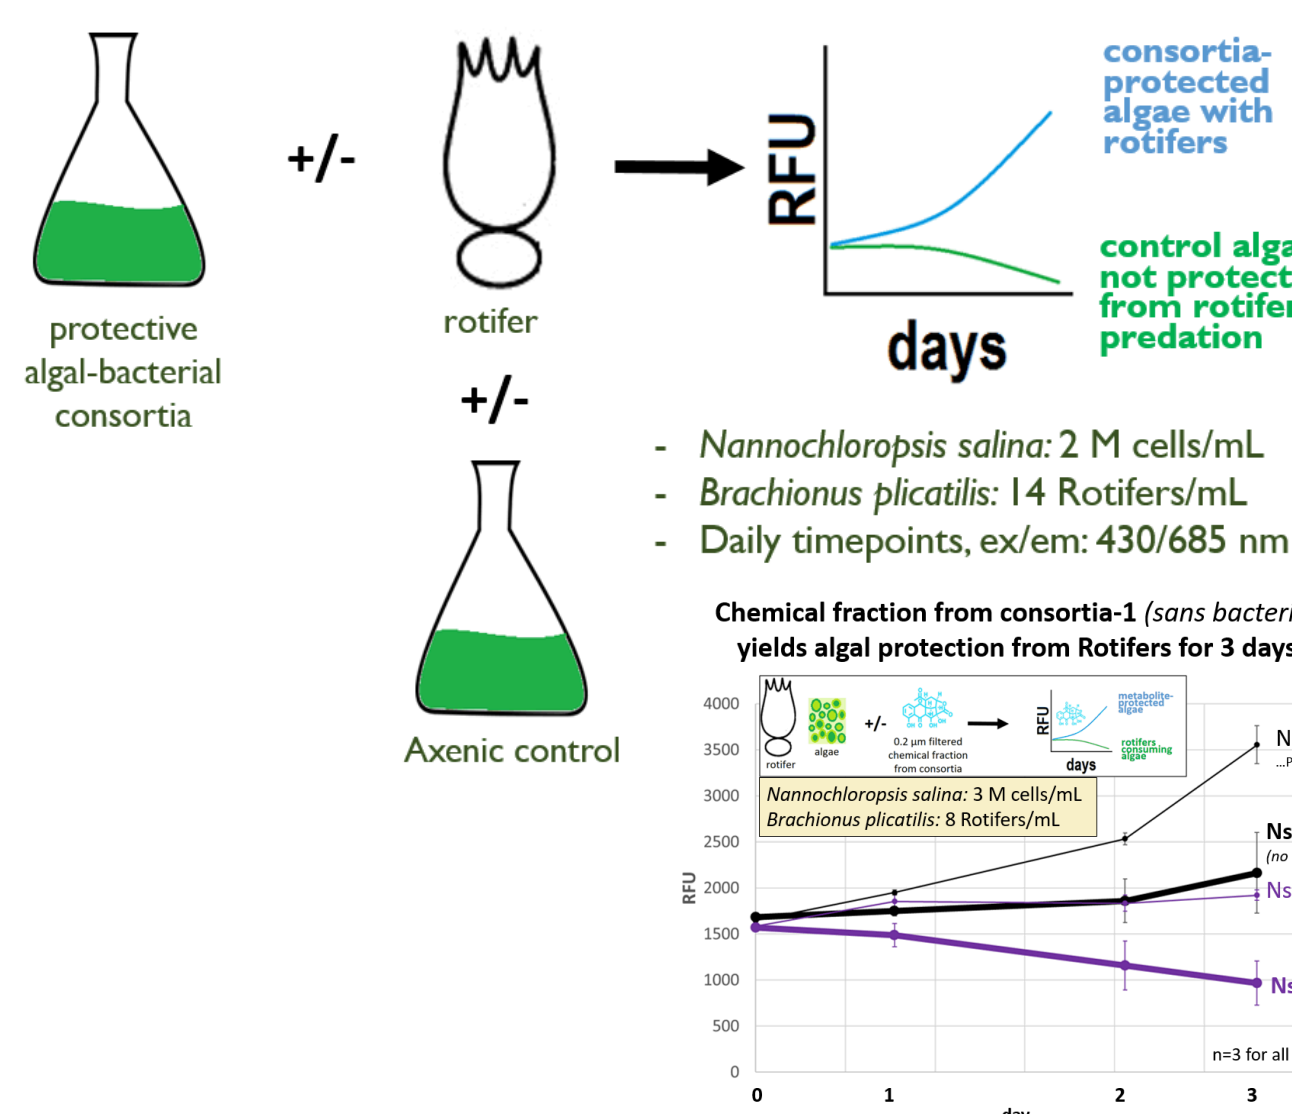 protective
algal-bacterial
consortia
+/-
rotifer
+/-
Axenic control
RFU
days
consortia-
protected
algae with
rotifers
control alga
not protect
from rotifer
predation
- Nannochloropsis salina: 2 M cells/mL
- Brachionus plicatilis: 14 Rotifers/mL
- Daily timepoints, ex/em: 430/685 nm
Chemical fraction from consortia-1 (sans bacteri
yields algal protection from Rotifers for 3 days
rotifer
algae
+/-
0.2 µm filtered
chemical fraction
from consortia
RFU
days
metabolite-
protected
algae
rotifers
consuming
algae
Nannochloropsis salina: 3 M cells/mL
Brachionus plicatilis: 8 Rotifers/mL
RFU
4000
3500
3000
2500
2000
1500
1000
500
0
N
...P
Ns
(no
Ns
Ns
n=3 for all
0 1 2 3
day